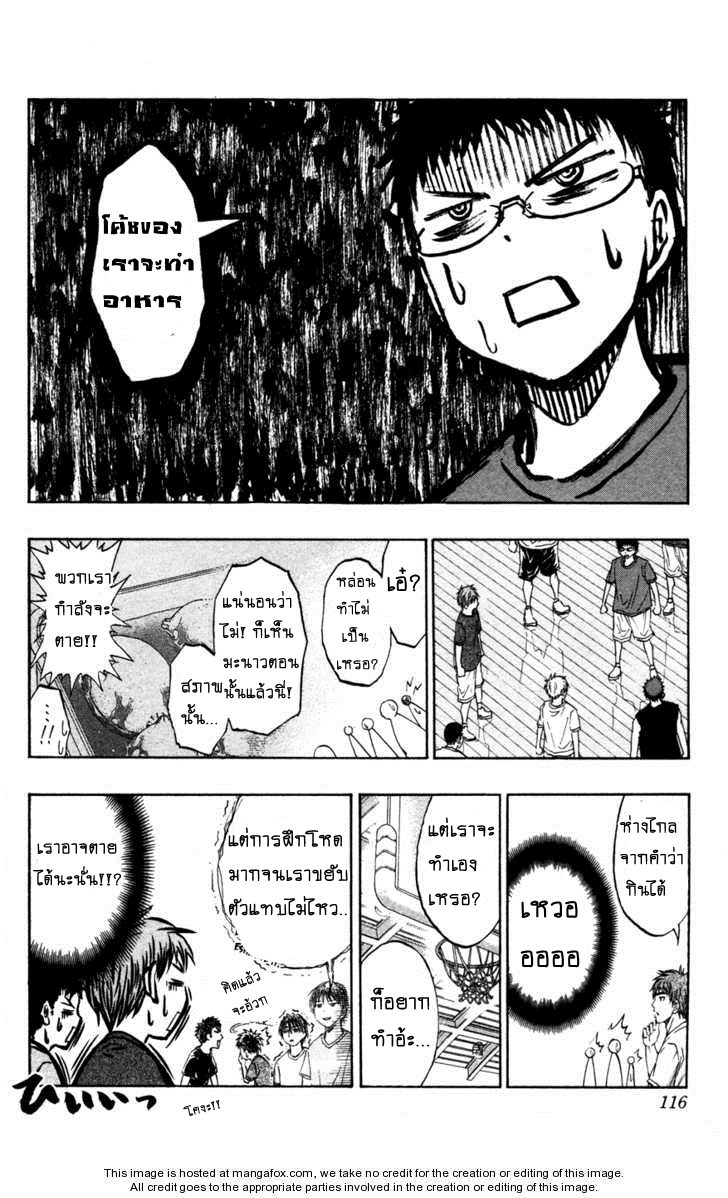 โค้ชของ
เราจะทำ
อาหาร
เอ๋?
หล่อน
ทำไม่
เป็น
เหรอ?
แน่นอนว่า
ไม่! ก็เห็น
มะนาวตอน
นั้นแล้วนี่!
สภาพ
นั้น...
พวกเรา
กำลังจะ
ตาย!!
ห่างไกล
จากคำว่า
กินได้
เหวอ
ออออ
แต่เราจะ
ทำเอง
เหรอ?
ก็อยาก
ทำอ้ะ...
แต่การฝึกโหด
มากจนเราขยับ
ตัวแทบไม่ไหว..
คิดแล้ว
จะอ้วก
เราอาจตาย
ได้นะนั่น!!?
ひいいいっ
โคงะ!!
116
This image is hosted at mangafox.com, we take no credit for the creation or editing of this image.
All credit goes to the appropriate parties involved in the creation or editing of this image.